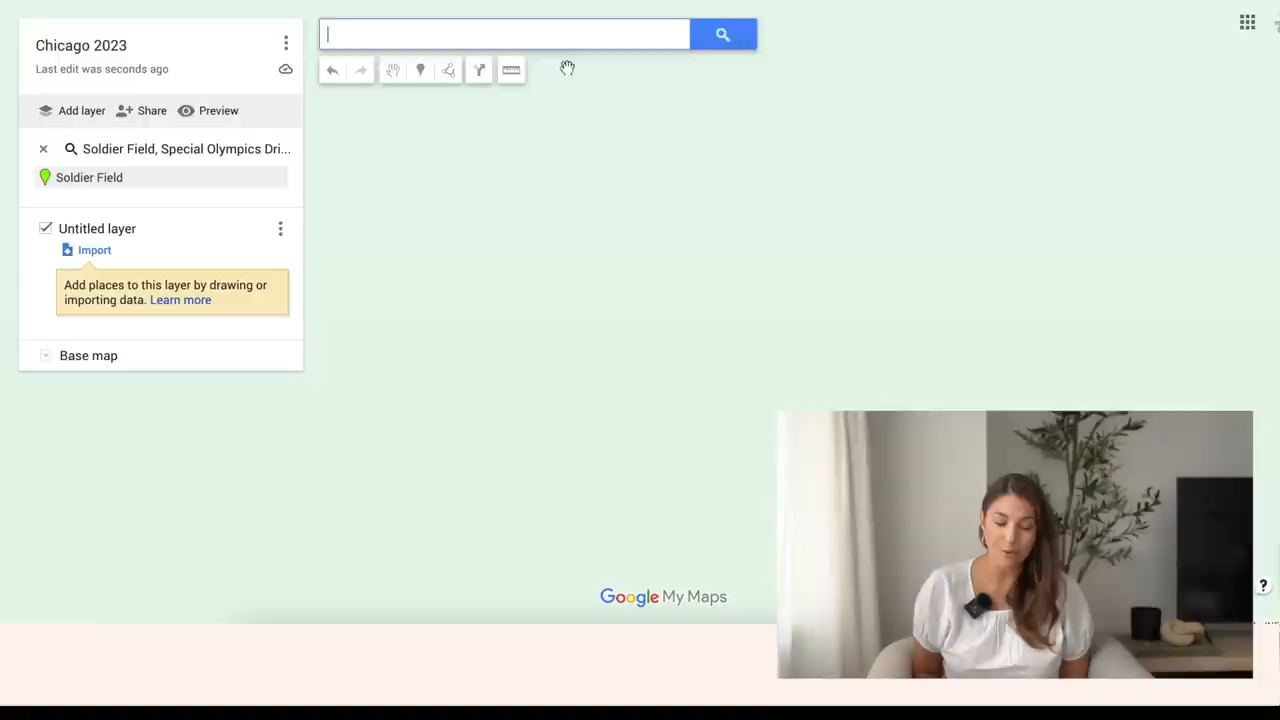 Chicago 2023
Last edit was seconds ago
Add layer Share Preview
Soldier Field, Special Olympics Dri...
Soldier Field
Untitled layer
Import
Add places to this layer by drawing or
importing data. Learn more
Base map
Google My Maps
?